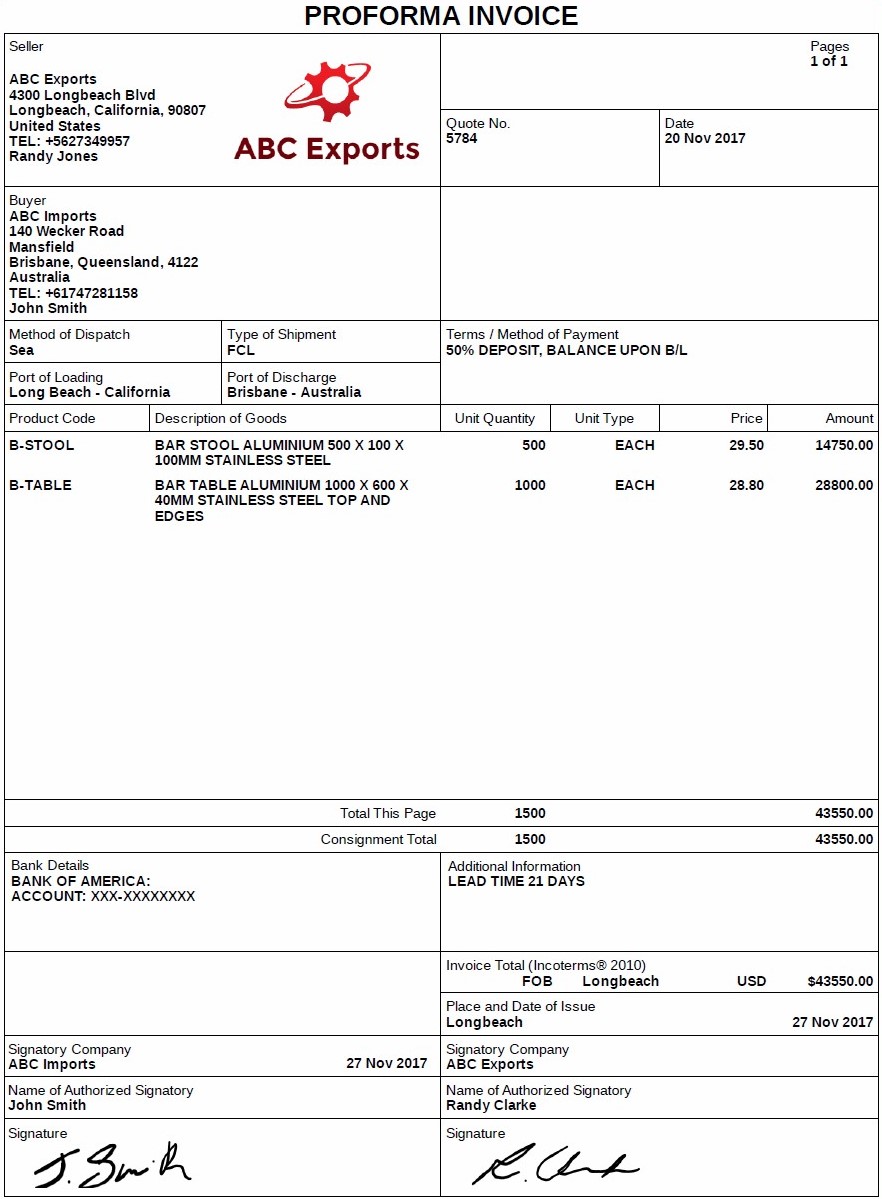 PROFORMA INVOICE
Seller
ABC Exports
4300 Longbeach Blvd
Longbeach, California, 90807
United States
TEL: +5627349957
Randy Jones
ABC Exports
Pages
1 of 1
Quote No.
5784
Date
20 Nov 2017
Buyer
ABC Imports
140 Wecker Road
Mansfield
Brisbane, Queensland, 4122
Australia
TEL: +61747281158
John Smith
Method of Dispatch
Sea
Type of Shipment
FCL
Terms / Method of Payment
50% DEPOSIT, BALANCE UPON B/L
Port of Loading
Long Beach - California
Port of Discharge
Brisbane - Australia
Product Code Description of Goods Unit Quantity Unit Type Price Amount
B-STOOL BAR STOOL ALUMINIUM 500 X 100 X 500 EACH 29.50 14750.00
100MM STAINLESS STEEL
B-TABLE BAR TABLE ALUMINIUM 1000 X 600 X 1000 EACH 28.80 28800.00
40MM STAINLESS STEEL TOP AND
EDGES
Total This Page 1500 43550.00
Consignment Total 1500 43550.00
Bank Details
BANK OF AMERICA:
ACCOUNT: XXX-XXXXXXXX
Additional Information
LEAD TIME 21 DAYS
Invoice Total (Incoterms® 2010)
FOB Longbeach USD $43550.00
Place and Date of Issue
Longbeach 27 Nov 2017
Signatory Company
ABC Imports 27 Nov 2017
Signatory Company
ABC Exports
Name of Authorized Signatory
John Smith
Name of Authorized Signatory
Randy Clarke
Signature
J. Smith
Signature